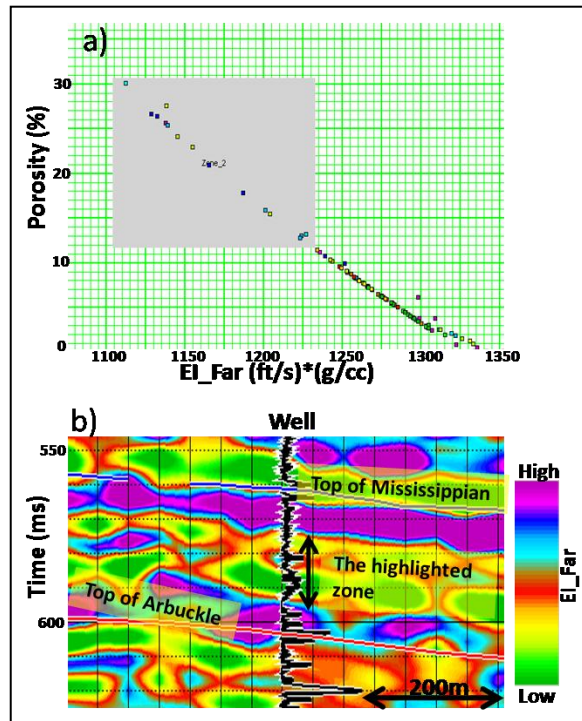 a)
Porosity (%)
30
20
10
0
Zone_2
1100
1150
1200
1250
1300
1350
EI_Far (ft/s)*(g/cc)
b)
Well
Time (ms)
550
600
Top of Mississippian
The highlighted
zone
Top of Arbuckle
200m
High
EI_Far
Low